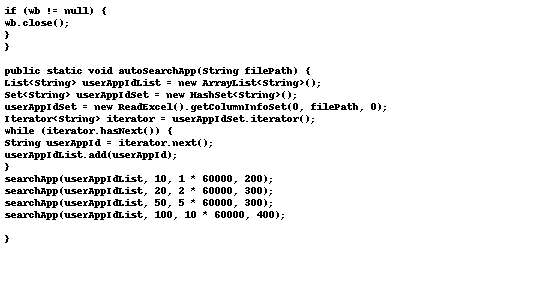 if (wb != null) {
wb.close();
}
}

public static void autoSearchApp(String filePath) {
List<String> userAppIdList = new ArrayList<String>();
Set<String> userAppIdSet = new HashSet<String>();
userAppIdSet = new ReadExcel().getColumnInfoSet(0, filePath, 0);
Iterator<String> iterator = userAppIdSet.iterator();
while (iterator.hasNext()) {
String userAppId = iterator.next();
userAppIdList.add(userAppId);
}
searchApp(userAppIdList, 10, 1 * 60000, 200);
searchApp(userAppIdList, 20, 2 * 60000, 300);
searchApp(userAppIdList, 50, 5 * 60000, 300);
searchApp(userAppIdList, 100, 10 * 60000, 400);

}